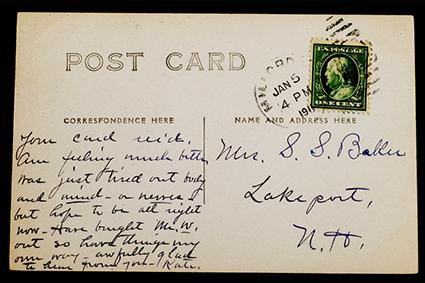 POST CARD
U.S. POSTAGE
ONE CENT
JAN 5
4 PM
191
CORRESPONDENCE HERE
NAME AND ADDRESS HERE
Your card rec'd.
Am feeling much better
was just tired out body
and mind - or nerves -
but hope to be all right
now - Have bought Mr. W.
out so have things my
own way - awfully glad
to hear from you - Kate.
Mrs. S. S. Baker
Lakeport,
N.H.